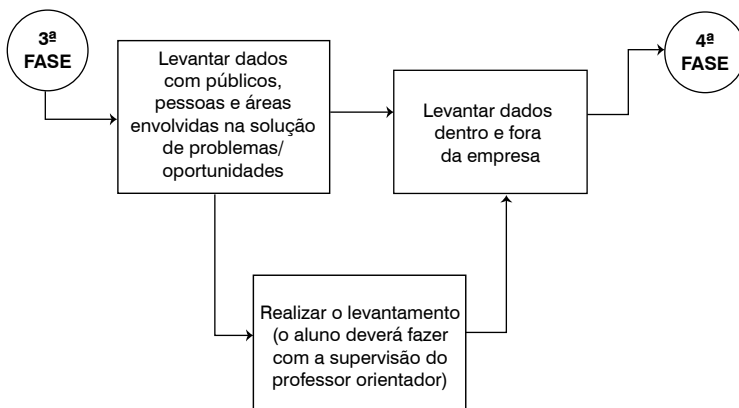 3ª
FASE
Levantar dados
com públicos,
pessoas e áreas
envolvidas na solução
de problemas/
oportunidades
Levantar dados
dentro e fora
da empresa
4ª
FASE
Realizar o levantamento
(o aluno deverá fazer
com a supervisão do
professor orientador)